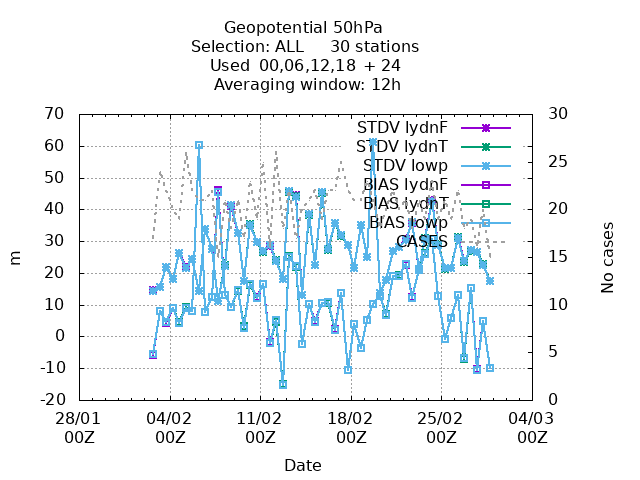 Geopotential 50hPa
Selection: ALL 30 stations
Used 00,06,12,18 + 24
Averaging window: 12h
70 30
60
50 25
40 20
30
20 15
10 10
0
-10 5
-20 0
m
No cases
STDV lydnF
STDV lydnT
STDV lowp
BIAS lydnF
BIAS lydnT
BIAS lowp
CASES
28/01 04/02 11/02 18/02 25/02 04/03
00Z 00Z 00Z 00Z 00Z 00Z
Date